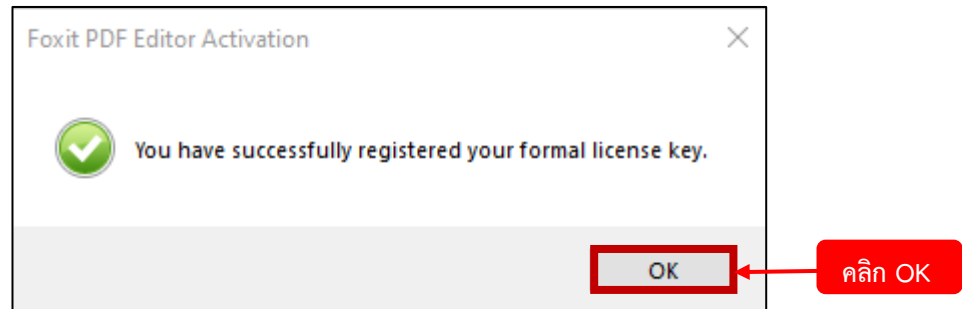 Foxit PDF Editor Activation
You have successfully registered your formal license key.
OK
คลิก OK